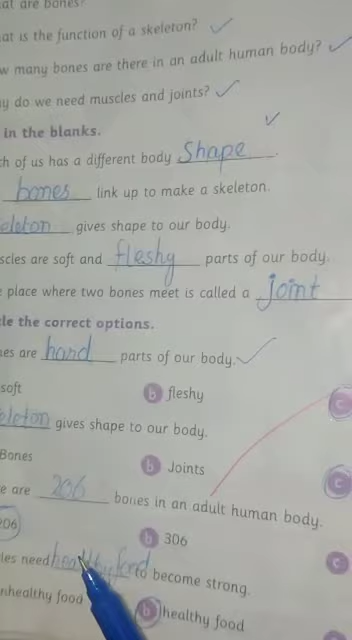 at are bones?
at is the function of a skeleton?
w many bones are there in an adult human body?
y do we need muscles and joints?
in the blanks.
ch of us has a different body Shape.
bones link up to make a skeleton.
eleton gives shape to our body.
scles are soft and fleshy parts of our body.
place where two bones meet is called a joint
le the correct options.
es are hard parts of our body.
soft b fleshy c
eleton gives shape to our body.
Bones b Joints c
e are 206 bones in an adult human body.
206 b 306 c
les need healthy food to become strong.
nhealthy food b healthy food